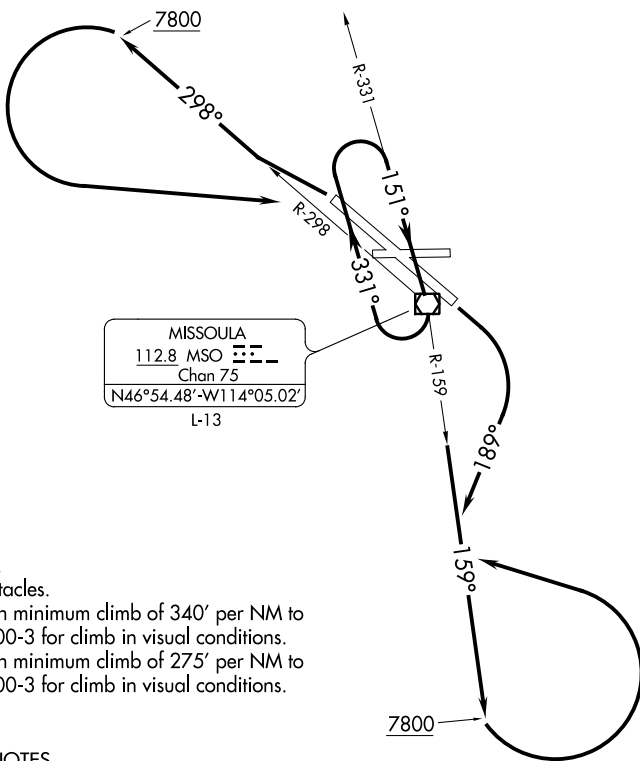 7800
298°
R-331
151°
R-298
331°
MISSOULA
112.8 MSO
Chan 75
N46°54.48'-W114°05.02'
L-13
R-159
189°
159°
tacles.
n minimum climb of 340' per NM to
00-3 for climb in visual conditions.
n minimum climb of 275' per NM to
00-3 for climb in visual conditions.
7800